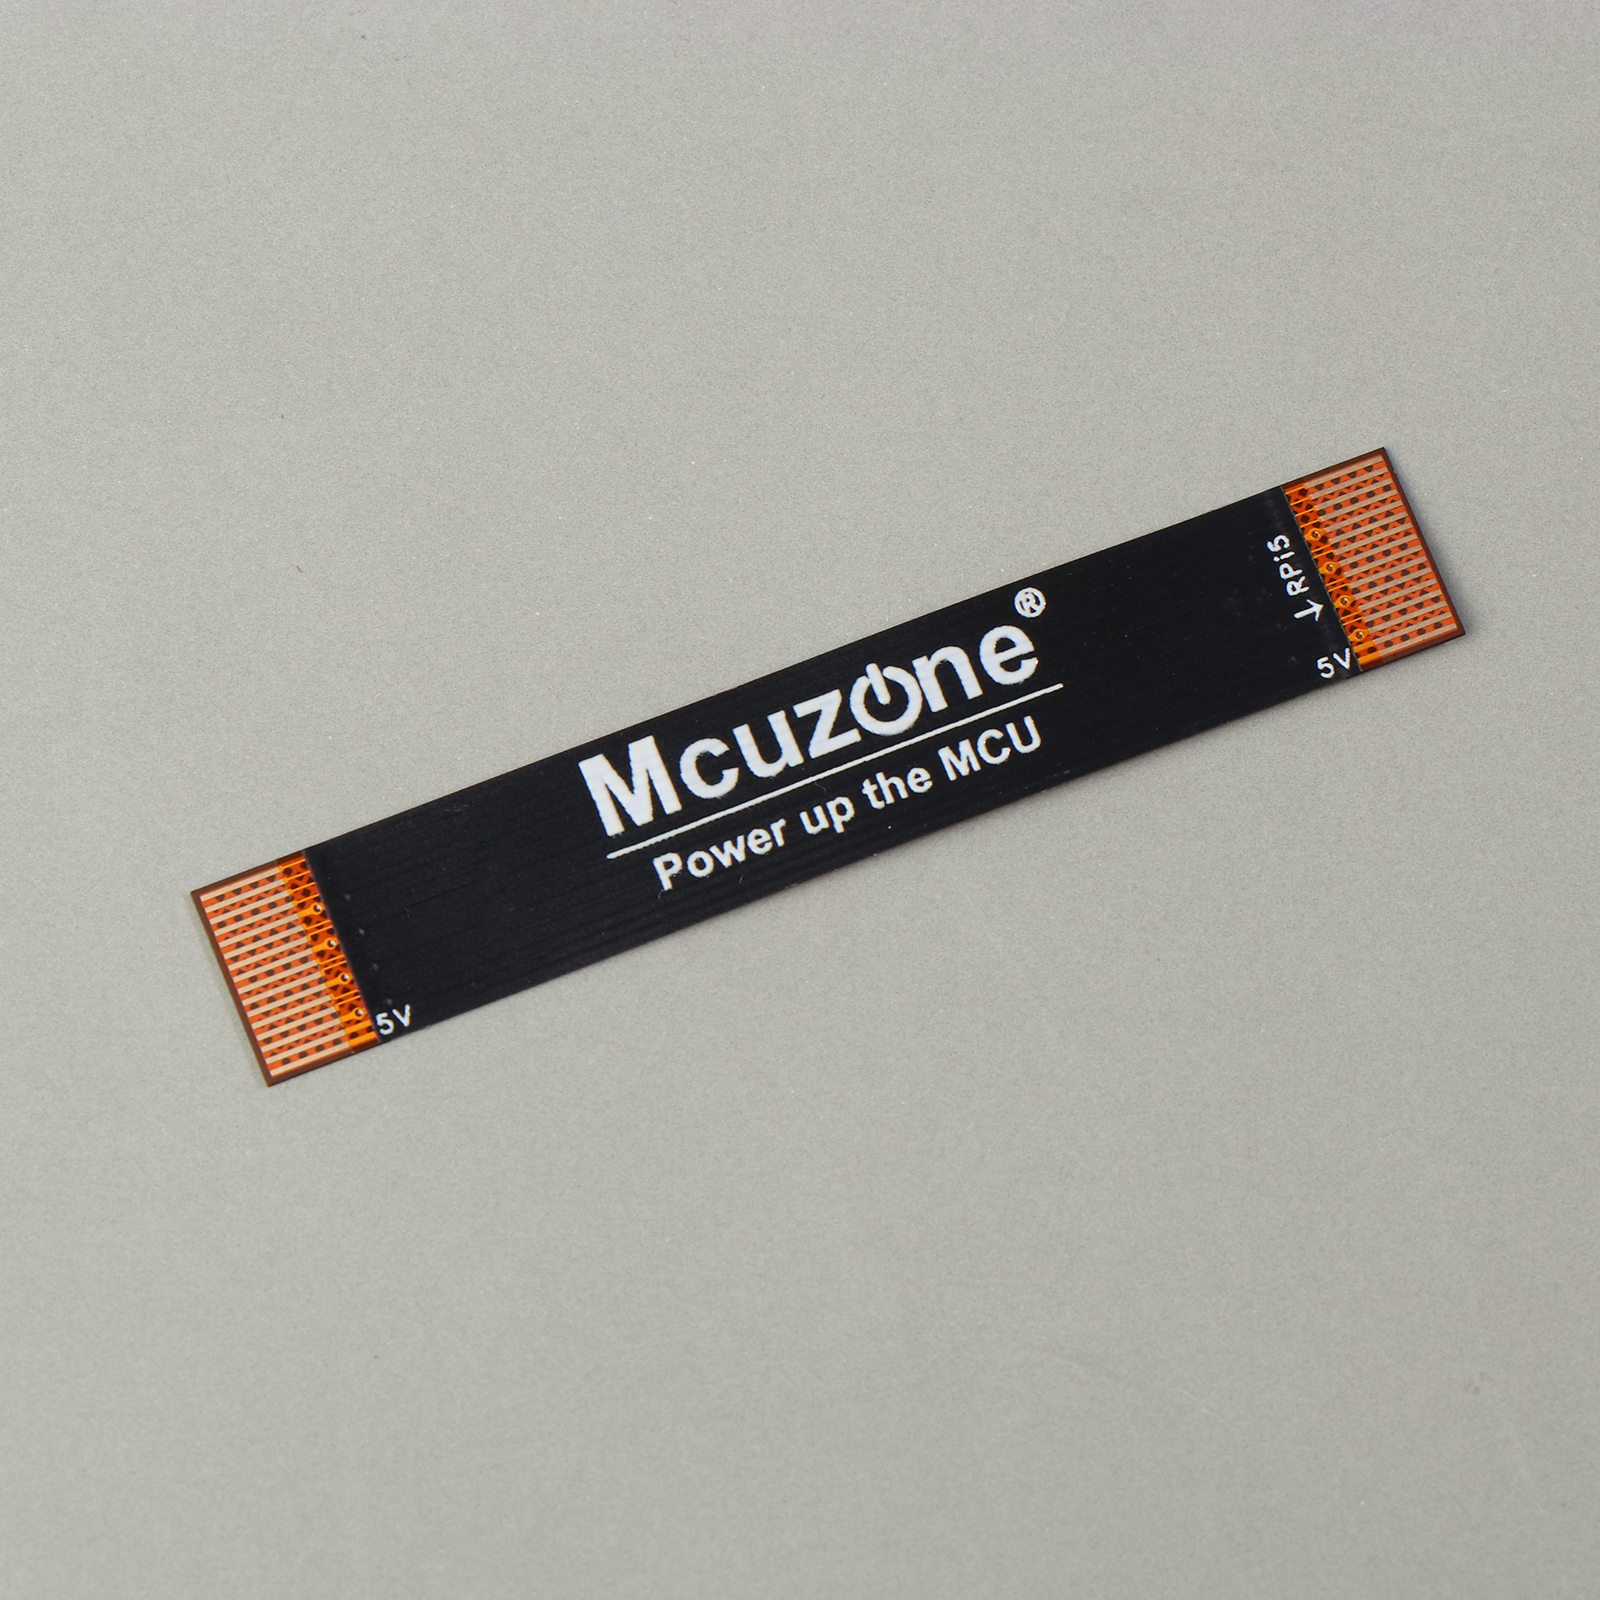 Mcuzone®
Power up the MCU
←RPi5
5V
5V